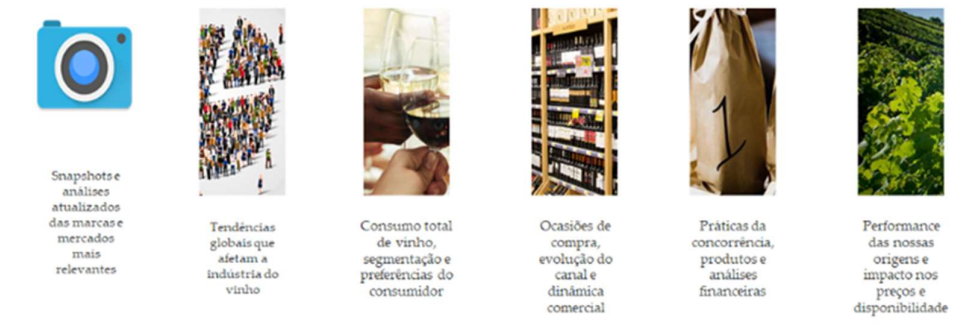 Snapshots e
análises
atualizados
das marcas e
mercados
mais
relevantes
Tendências
globais que
afetam a
indústria do
vinho
Consumo total
de vinho,
segmentação e
preferências do
consumidor
Ocasiões de
compra,
evolução do
canal e
dinâmica
comercial
1
Práticas da
concorrência,
produtos e
análises
financeiras
Performance
das nossas
origens e
impacto nos
preços e
disponibilidade